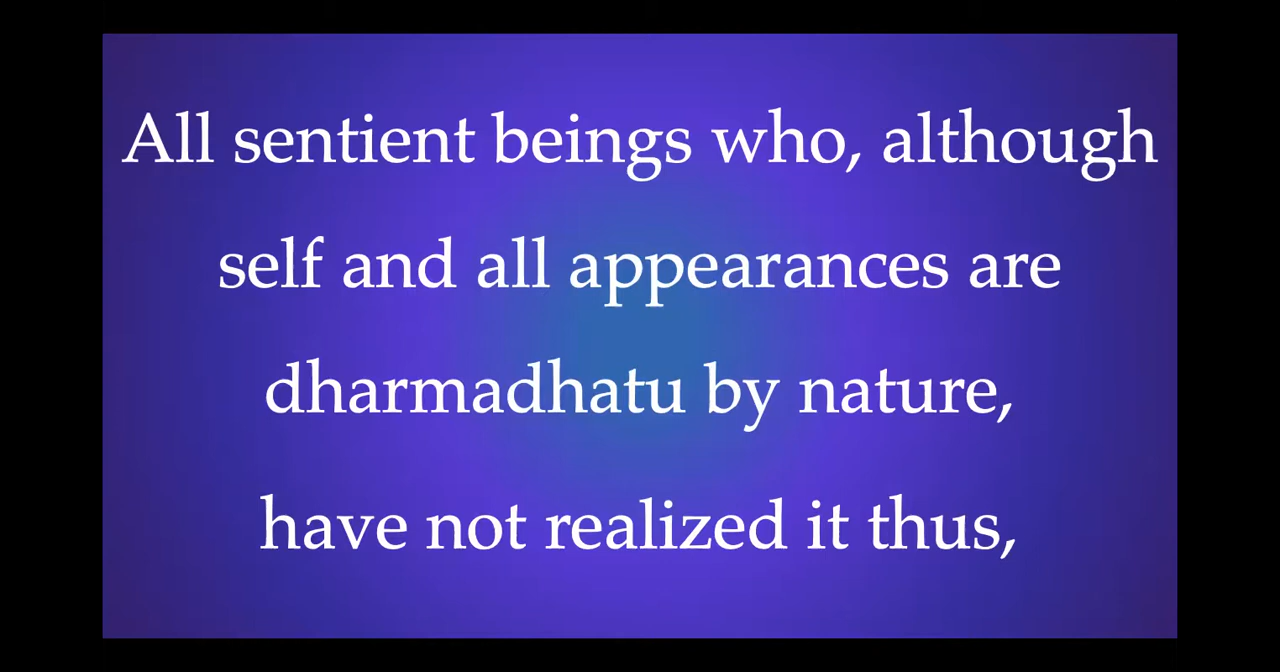 All sentient beings who, although
self and all appearances are
dharmadhatu by nature,
have not realized it thus,